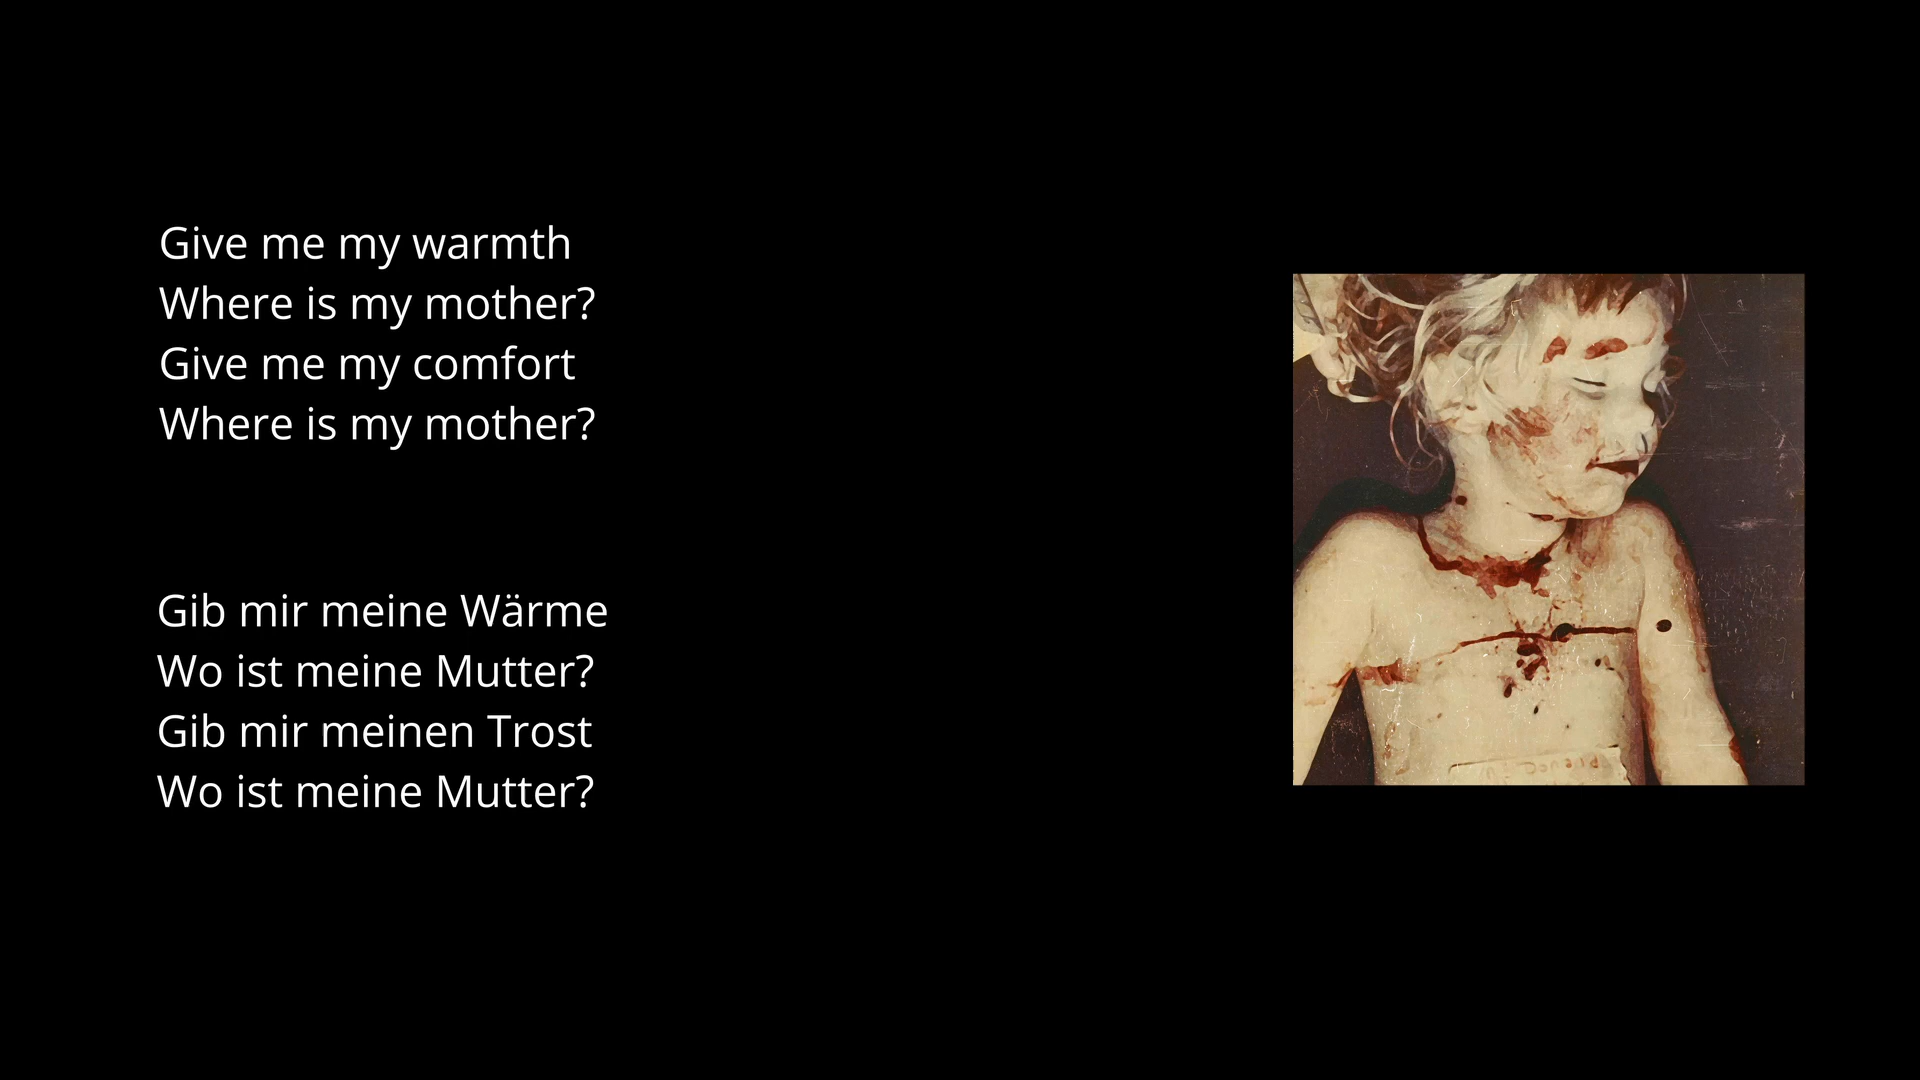 Give me my warmth
Where is my mother?
Give me my comfort
Where is my mother?
Gib mir meine Wärme
Wo ist meine Mutter?
Gib mir meinen Trost
Wo ist meine Mutter?